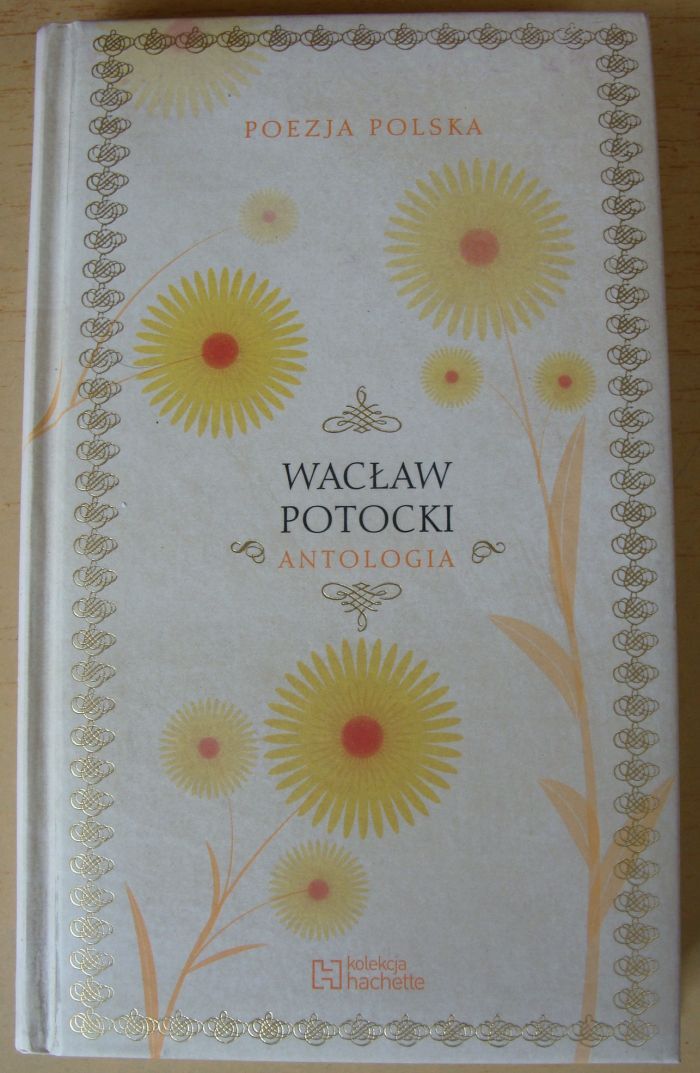 POEZJA POLSKA
WACŁAW
POTOCKI
ANTOLOGIA
kolekcja
hachette